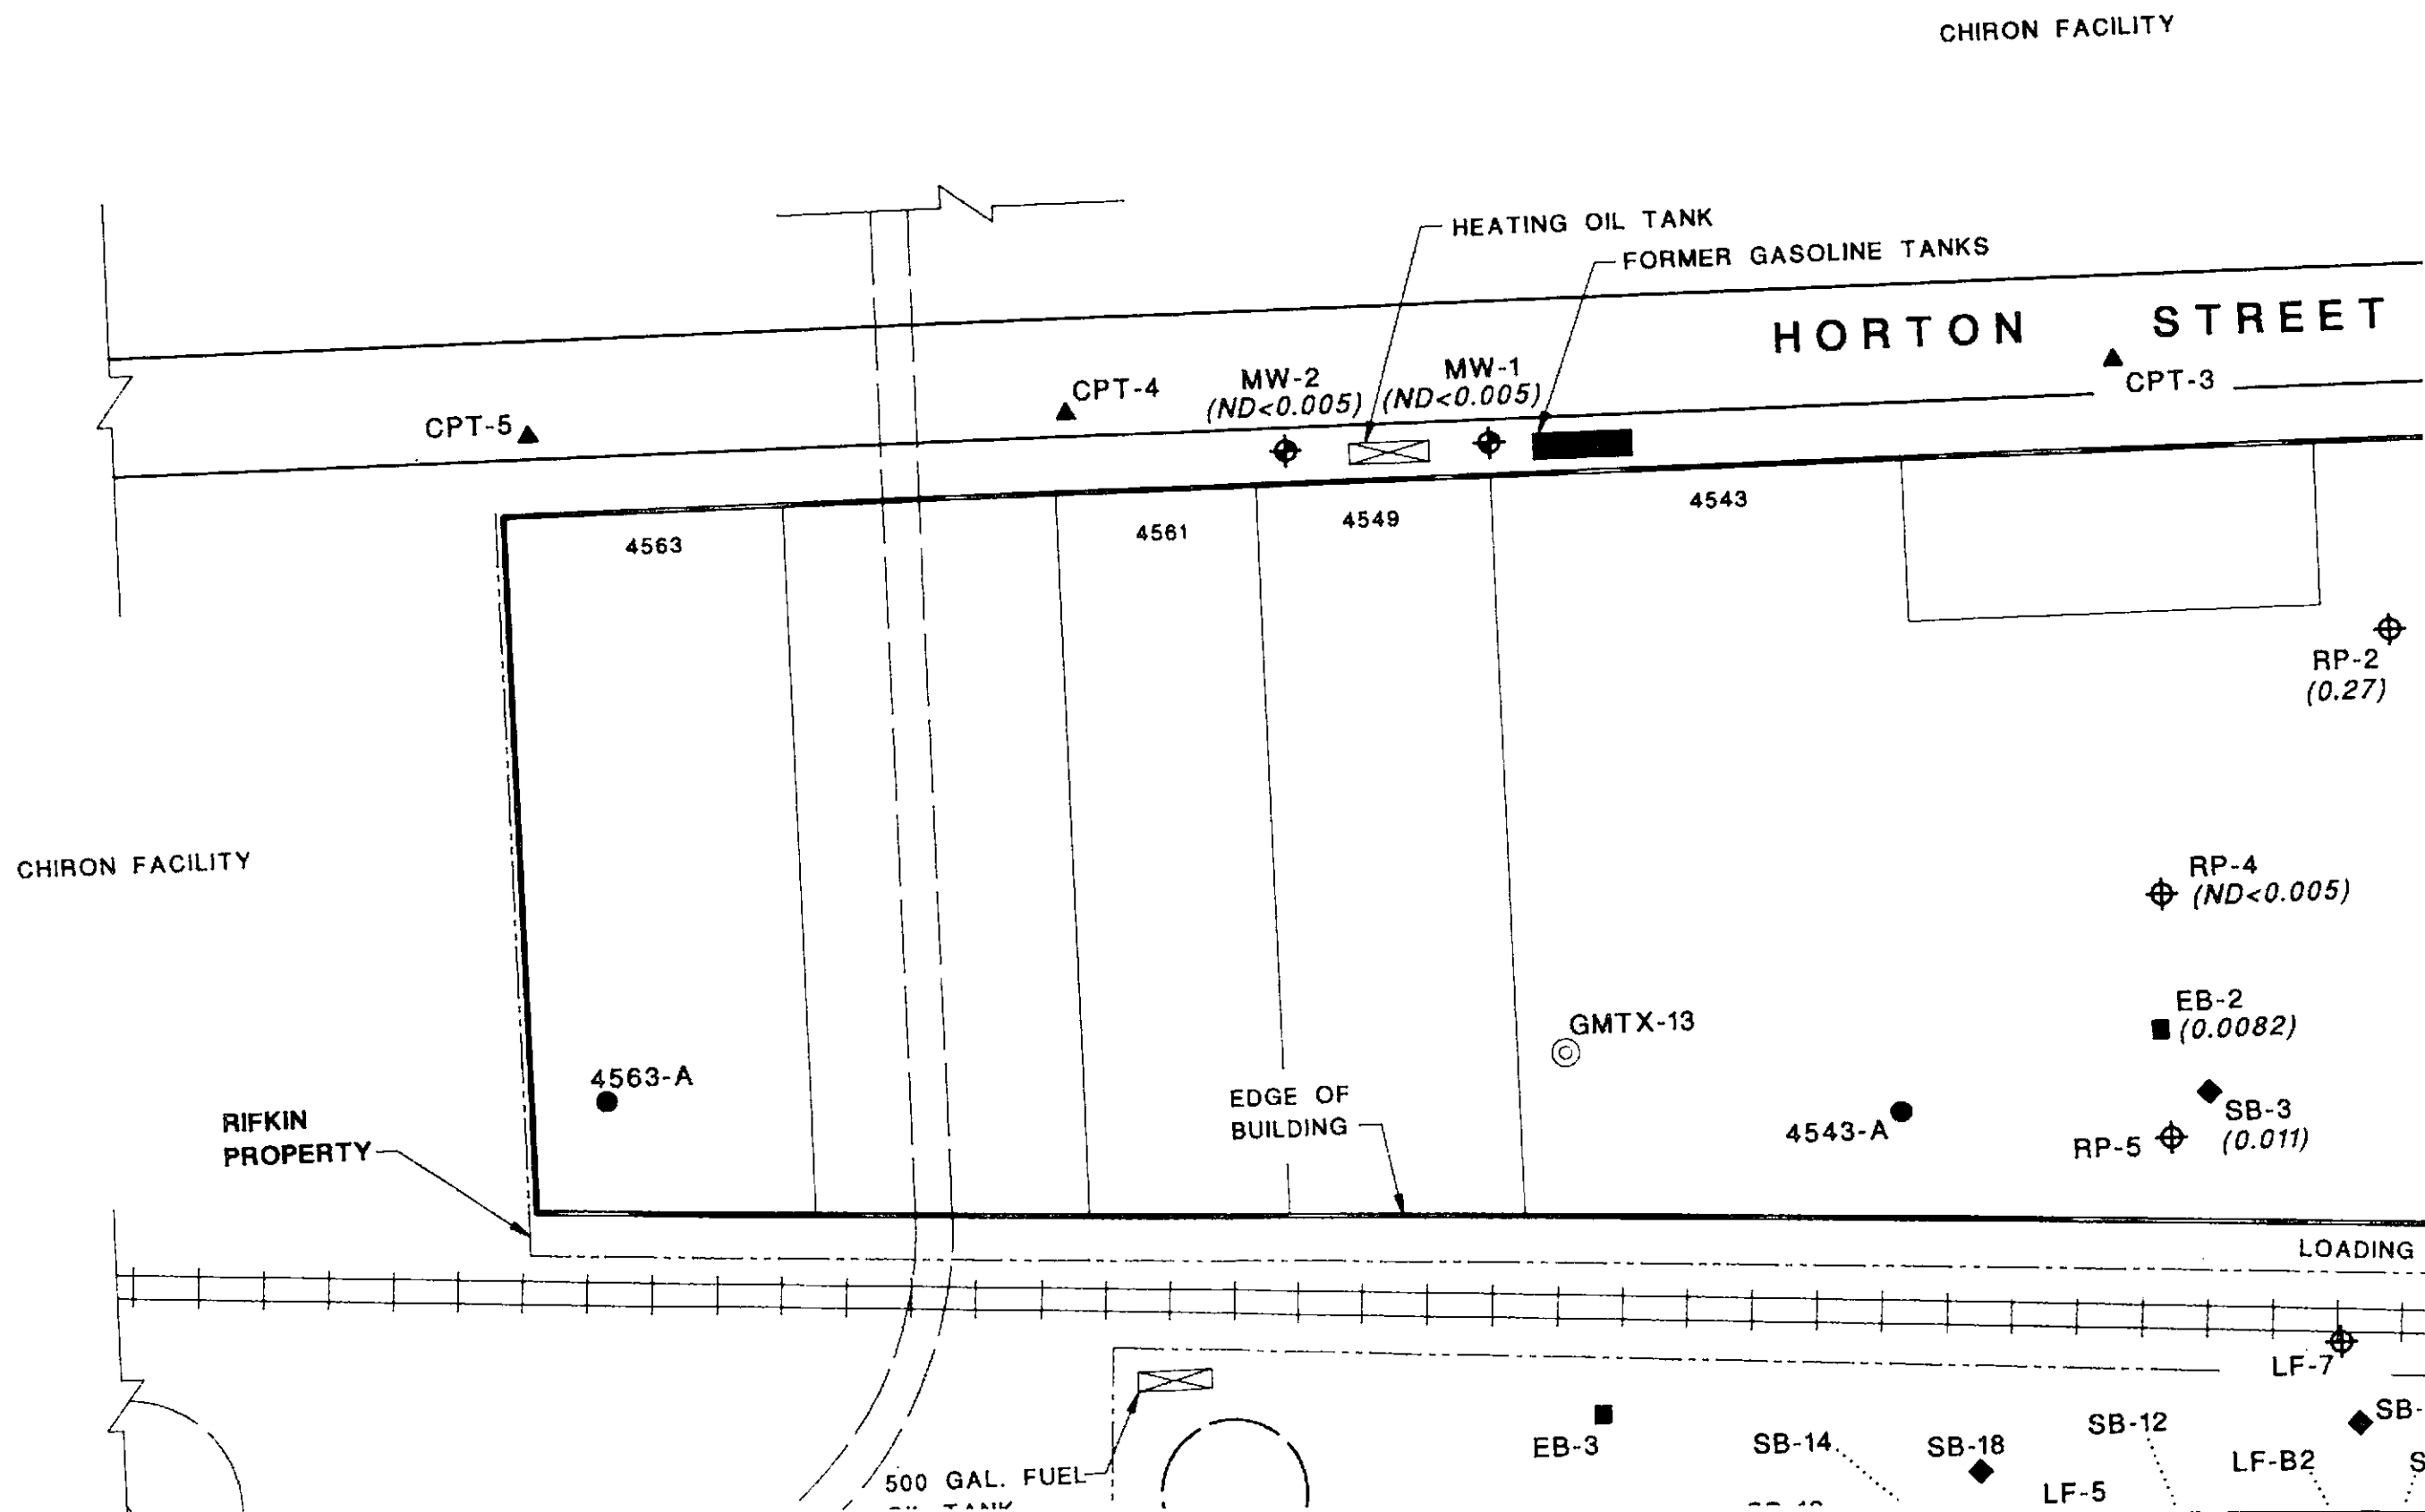 CHIRON FACILITY
HEATING OIL TANK
FORMER GASOLINE TANKS
HORTON STREET
CPT-3
MW-1
(ND<0.005)
MW-2
(ND<0.005)
CPT-4
CPT-5
4563
4561
4549
4543
RP-2
(0.27)
CHIRON FACILITY
RP-4
(ND<0.005)
EB-2
(0.0082)
GMTX-13
4563-A
EDGE OF
BUILDING
SB-3
(0.011)
4543-A
RP-5
RIFKIN
PROPERTY
LOADING
LF-7
SB-
SB-12
EB-3
SB-14
SB-18
LF-B2
S
LF-5
500 GAL. FUEL
OIL TANK